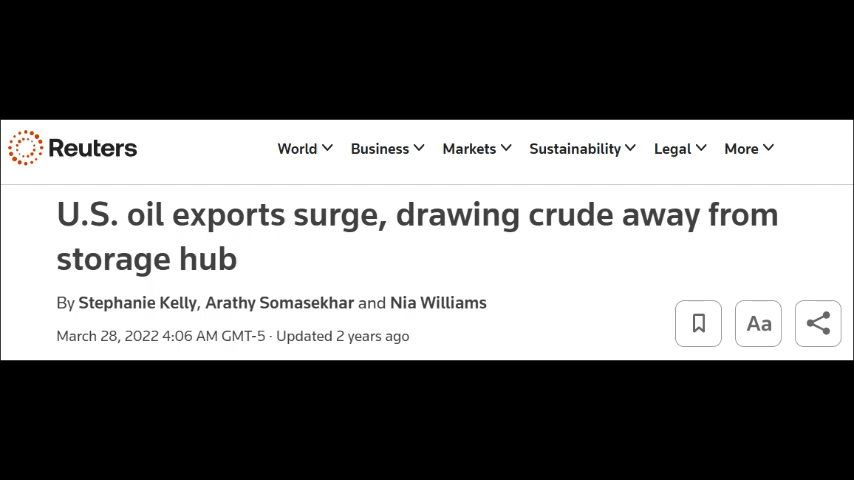 Reuters World Business Markets Sustainability Legal More
U.S. oil exports surge, drawing crude away from
storage hub
By Stephanie Kelly, Arathy Somasekhar and Nia Williams
March 28, 2022 4:06 AM GMT-5 · Updated 2 years ago
Aa